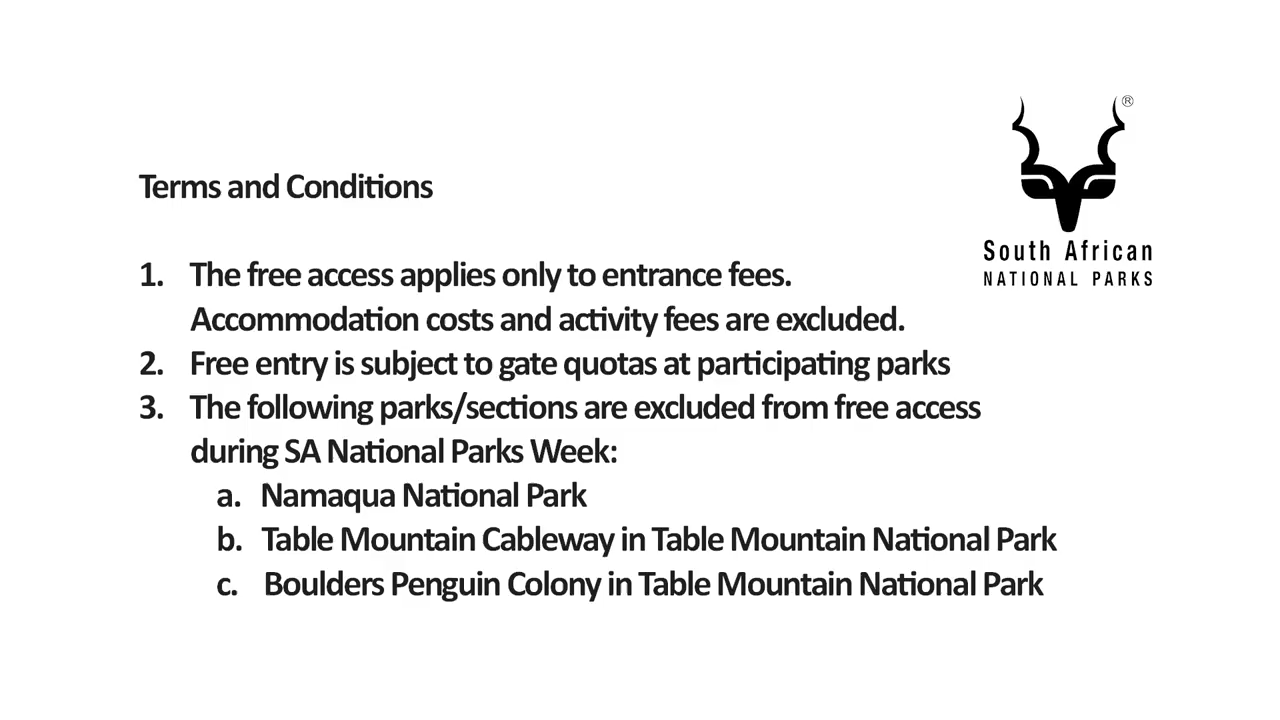 ®
South African
NATIONAL PARKS
Terms and Conditions
1. The free access applies only to entrance fees.
Accommodation costs and activity fees are excluded.
2. Free entry is subject to gate quotas at participating parks
3. The following parks/sections are excluded from free access
during SA National Parks Week:
a. Namaqua National Park
b. Table Mountain Cableway in Table Mountain National Park
c. Boulders Penguin Colony in Table Mountain National Park